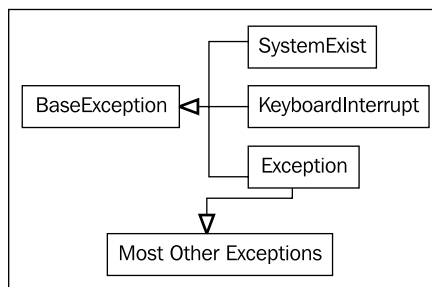 SystemExist
BaseException
KeyboardInterrupt
Exception
Most Other Exceptions